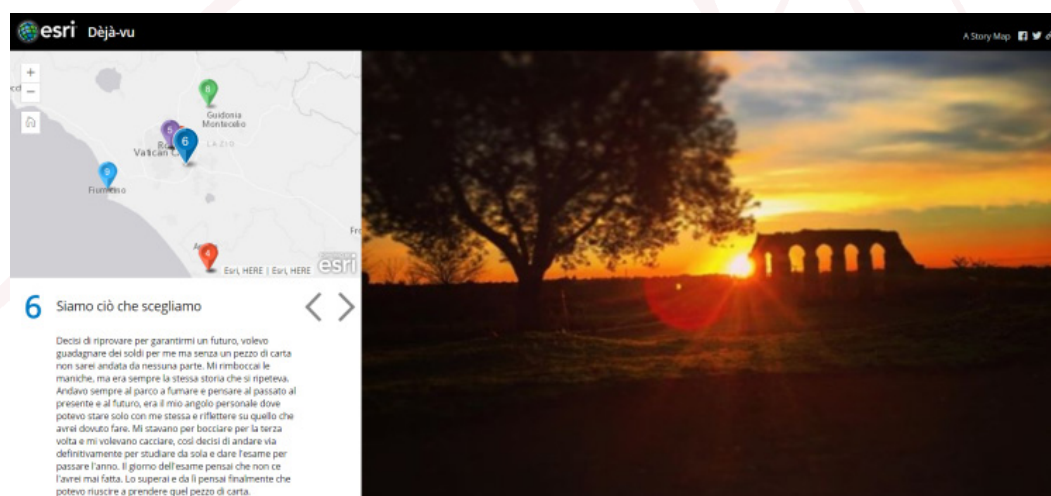 esri Dèjà-vu
A Story Map
+
−
8
Guidonia
Montecelio
5
6
LAZIO
Vatican
9
Fiumicino
4
Esri, HERE | Esri, HERE
esri
6 Siamo ciò che scegliamo
Decisi di riprovare per garantirmi un futuro, volevo
guadagnare dei soldi per me ma senza un pezzo di carta
non sarei andata da nessuna parte. Mi rimboccai le
maniche, ma era sempre la stessa storia che si ripeteva.
Andavo sempre al parco a fumare e pensare al passato al
presente e al futuro, era il mio angolo personale dove
potevo stare solo con me stessa e riflettere su quello che
avrei dovuto fare. Mi stavano per bocciare per la terza
volta e mi volevano cacciare, così decisi di andare via
definitivamente per studiare da sola e dare l'esame per
passare l'anno. Il giorno dell'esame pensai che non ce
l'avrei mai fatta. Lo superai e da lì pensai finalmente che
potevo riuscire a prendere quel pezzo di carta.